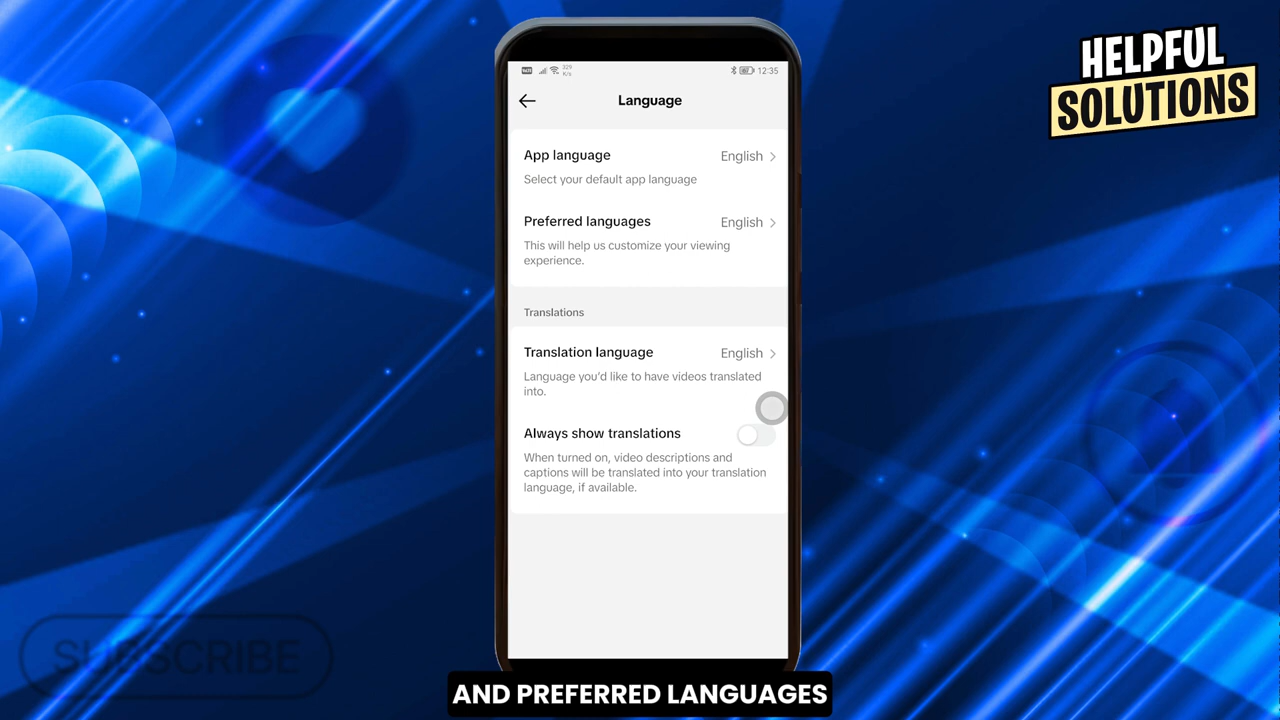 HELPFUL
SOLUTIONS
VoLTE
329
K/s
12:35
Language
App language English
Select your default app language
Preferred languages English
This will help us customize your viewing
experience.
Translations
Translation language English
Language you'd like to have videos translated
into.
Always show translations
When turned on, video descriptions and
captions will be translated into your translation
language, if available.
SUBSCRIBE
AND PREFERRED LANGUAGES